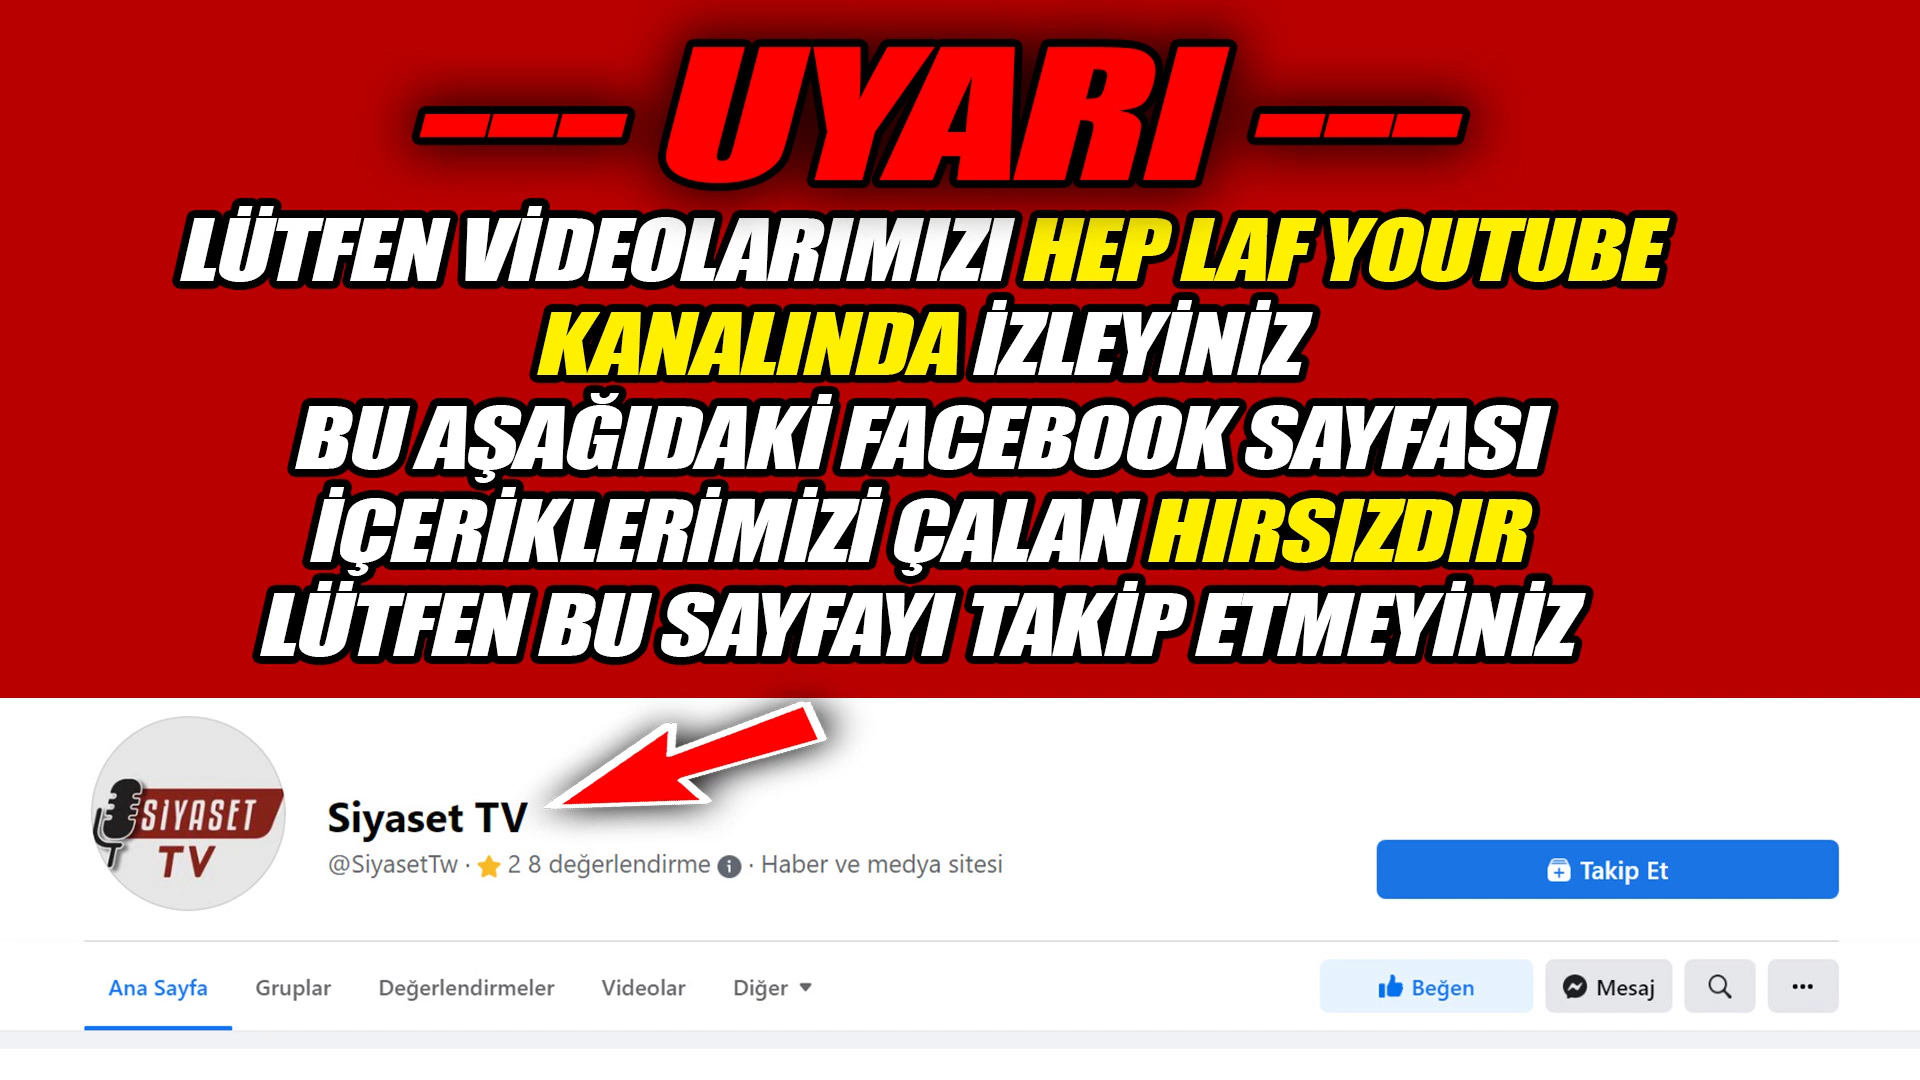 --- UYARI ---
LÜTFEN VİDEOLARIMIZI HEP LAF YOUTUBE
KANALINDA İZLEYİNİZ
BU AŞAĞIDAKİ FACEBOOK SAYFASI
İÇERİKLERİMİZİ ÇALAN HIRSIZDIR
LÜTFEN BU SAYFAYI TAKİP ETMEYİNİZ
SİYASET
TV
Siyaset TV
@SiyasetTw · 2 8 değerlendirme · Haber ve medya sitesi
Takip Et
Ana Sayfa Gruplar Değerlendirmeler Videolar Diğer Beğen Mesaj